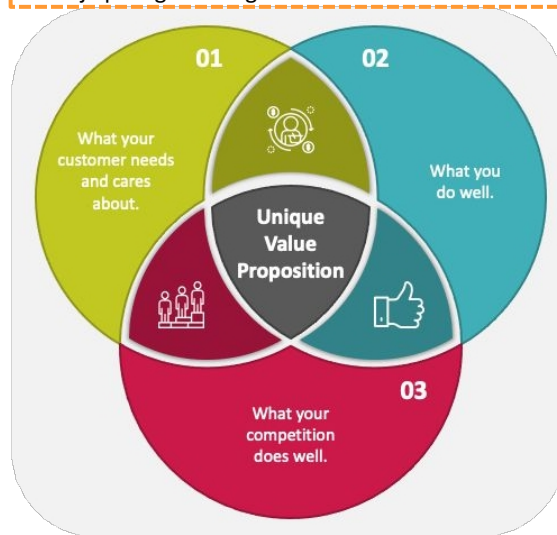 01
02
What your
customer needs
and cares
about.
What you
do well.
Unique
Value
Proposition
03
What your
competition
does well.